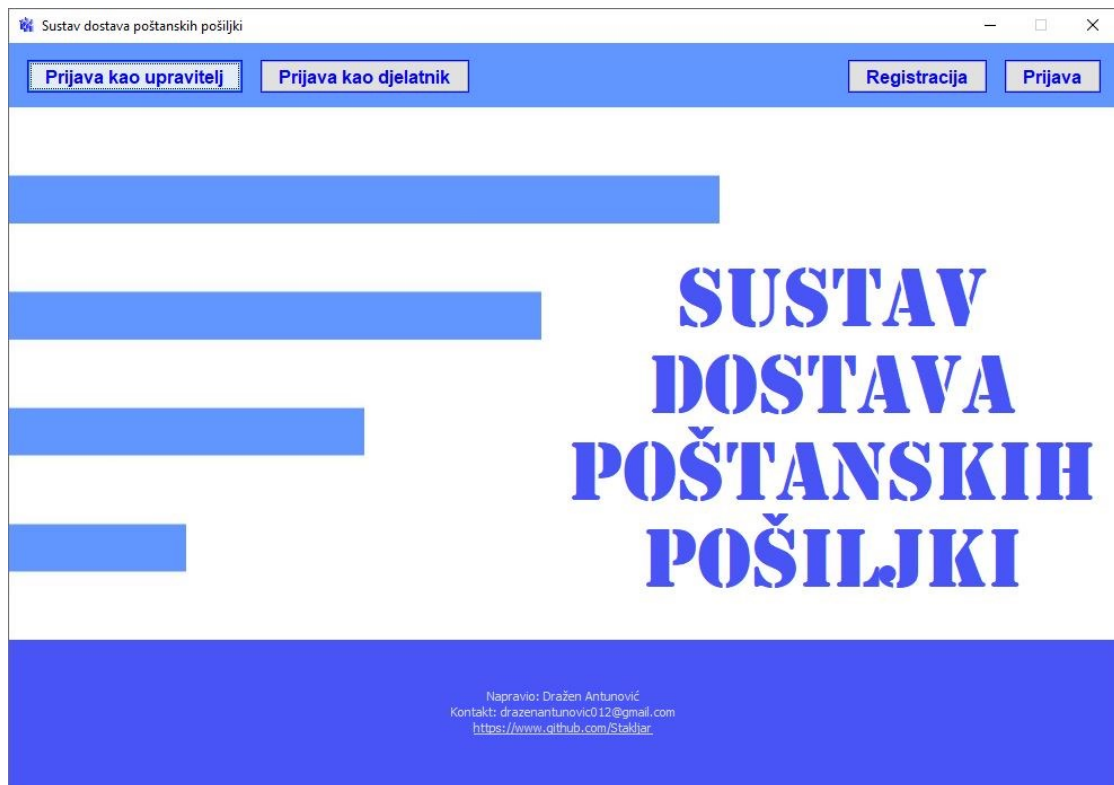 Sustav dostava poštanskih pošiljki
Prijava kao upravitelj
Prijava kao djelatnik
Registracija
Prijava
SUSTAV
DOSTAVA
POŠTANSKIH
POŠILJKI
Napravio: Dražen Antunović
Kontakt: drazenantunovic012@gmail.com
https://www.github.com/Stakljar